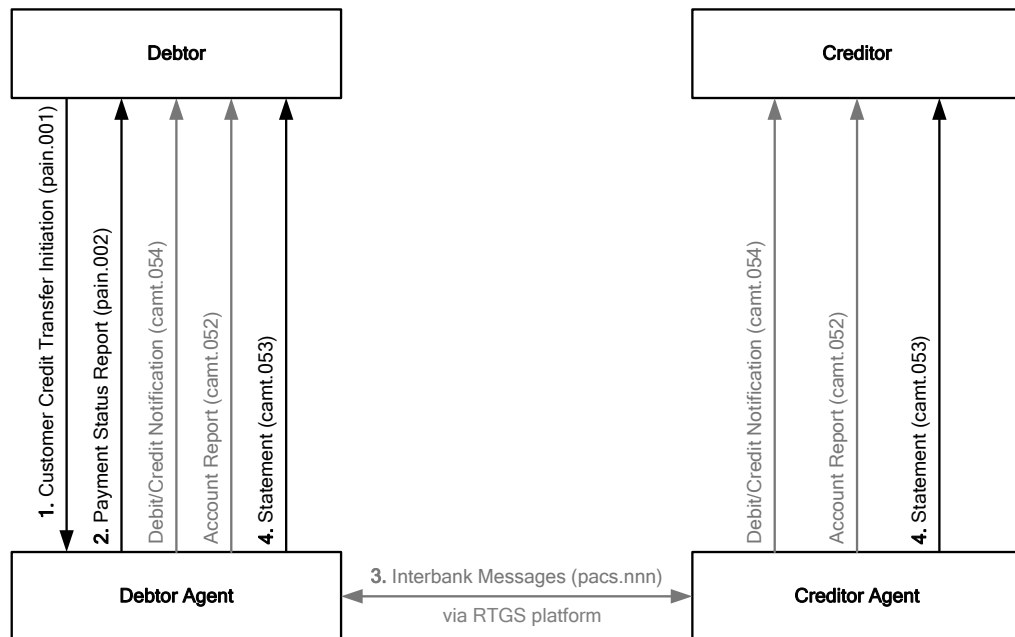 Debtor
Creditor
1. Customer Credit Transfer Initiation (pain.001)
2. Payment Status Report (pain.002)
Debit/Credit Notification (camt.054)
Account Report (camt.052)
4. Statement (camt.053)
Debit/Credit Notification (camt.054)
Account Report (camt.052)
4. Statement (camt.053)
Debtor Agent
3. Interbank Messages (pacs.nnn)
via RTGS platform
Creditor Agent